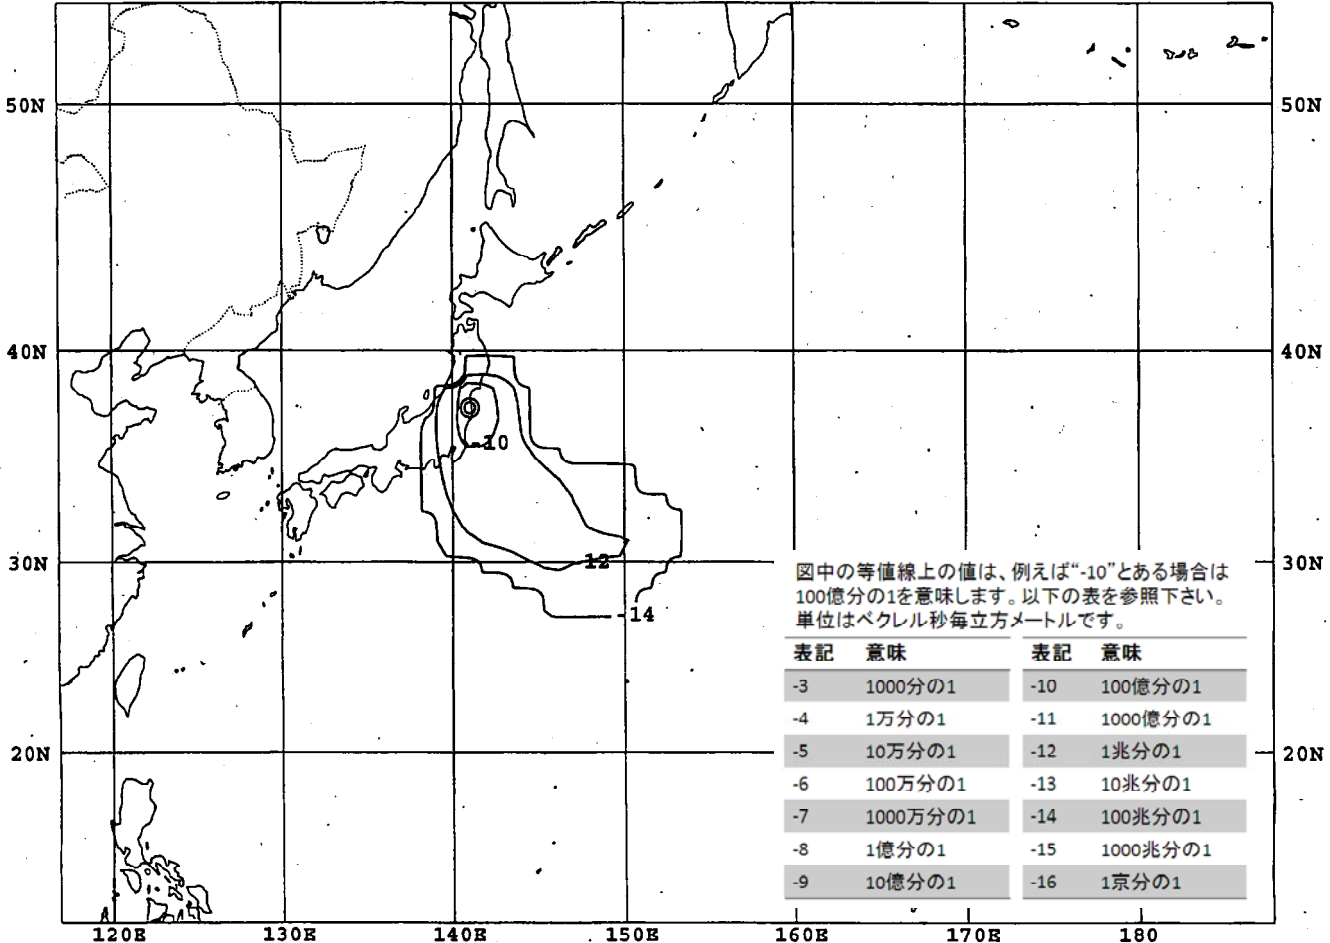 50N 50N
40N 40N
-10
30N 12 30N
-14
図中の等値線上の値は、例えば“-10”とある場合は
100億分の1を意味します。以下の表を参照下さい。
単位はベクレル秒毎立方メートルです。
表記 意味 表記 意味
-3 1000分の1 -10 100億分の1
-4 1万分の1 -11 1000億分の1
20N -5 10万分の1 -12 1兆分の1 20N
-6 100万分の1 -13 10兆分の1
-7 1000万分の1 -14 100兆分の1
-8 1億分の1 -15 1000兆分の1
-9 10億分の1 -16 1京分の1
120E 130E 140E 150E 160E 170E 180